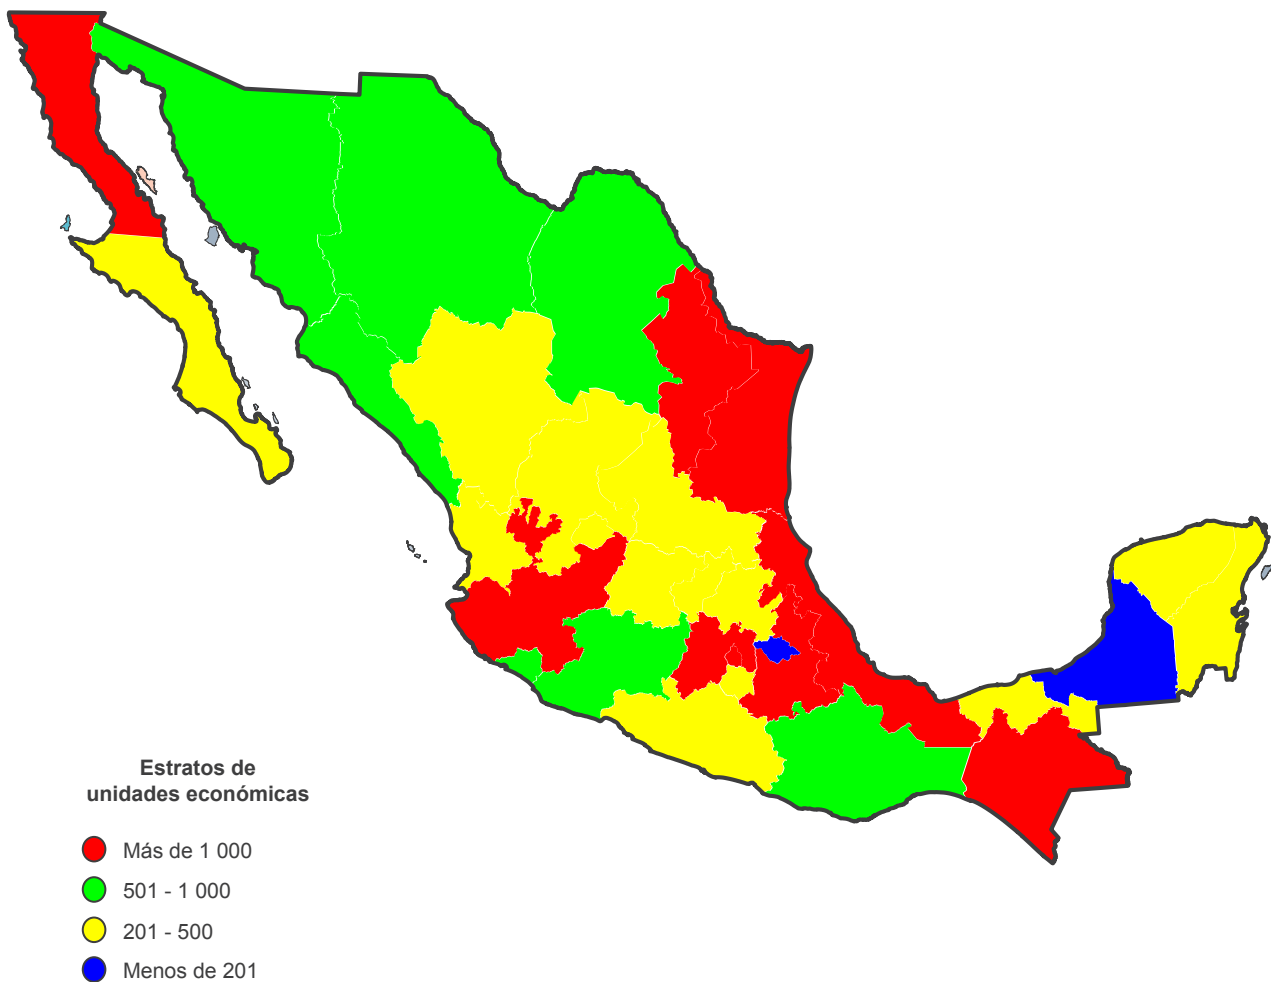 Estratos de
unidades económicas
Más de 1 000
501 - 1 000
201 - 500
Menos de 201